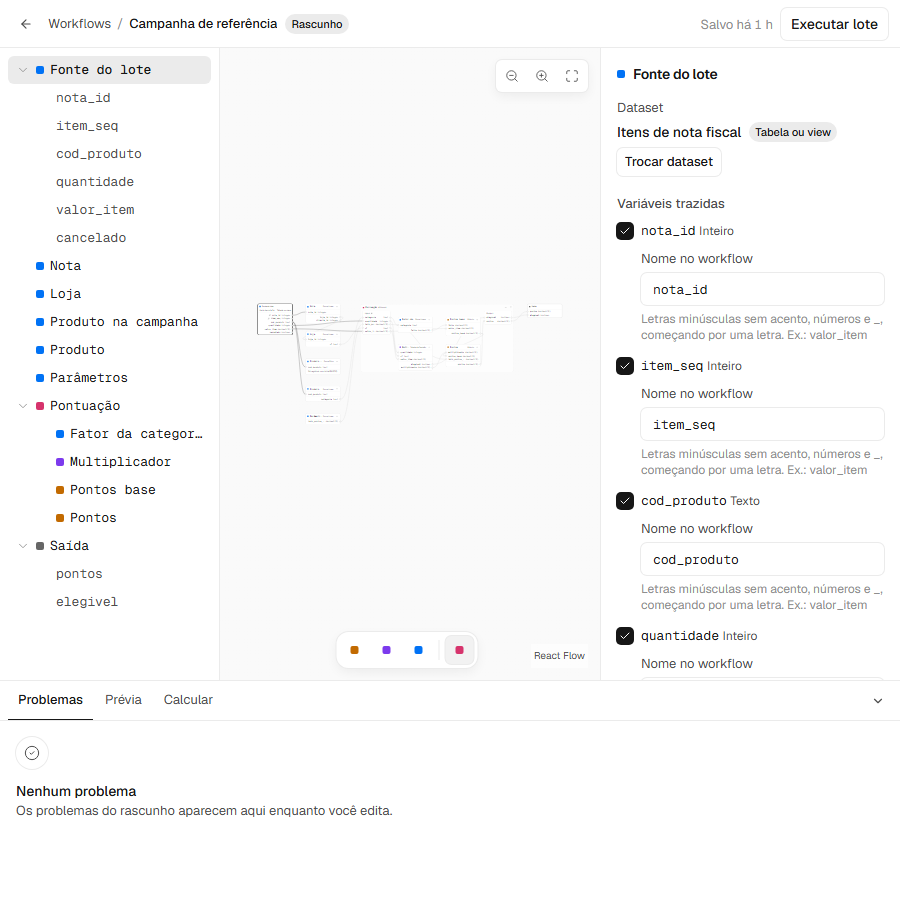 Workflows / Campanha de referência Rascunho
Salvo há 1 h
Executar lote
Fonte do lote
nota_id
item_seq
cod_produto
quantidade
valor_item
cancelado
Nota
Loja
Produto na campanha
Produto
Parâmetros
Pontuação
Fator da categor…
Multiplicador
Pontos base
Pontos
Saída
pontos
elegivel
React Flow
Fonte do lote
Dataset
Itens de nota fiscal Tabela ou view
Trocar dataset
Variáveis trazidas
nota_id Inteiro
Nome no workflow
nota_id
Letras minúsculas sem acento, números e _,
começando por uma letra. Ex.: valor_item
item_seq Inteiro
Nome no workflow
item_seq
Letras minúsculas sem acento, números e _,
começando por uma letra. Ex.: valor_item
cod_produto Texto
Nome no workflow
cod_produto
Letras minúsculas sem acento, números e _,
começando por uma letra. Ex.: valor_item
quantidade Inteiro
Nome no workflow
Problemas Prévia Calcular
Nenhum problema
Os problemas do rascunho aparecem aqui enquanto você edita.